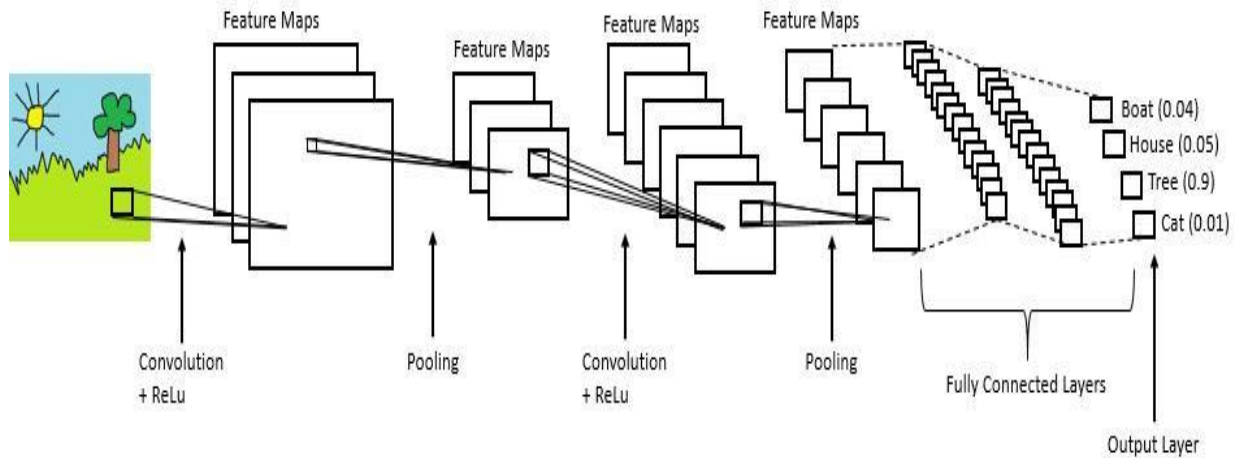 Feature Maps
Feature Maps
Feature Maps
Feature Maps
Boat (0.04)
House (0.05)
Tree (0.9)
Cat (0.01)
Convolution
+ ReLu
Pooling
Convolution
+ ReLu
Pooling
Fully Connected Layers
Output Layer